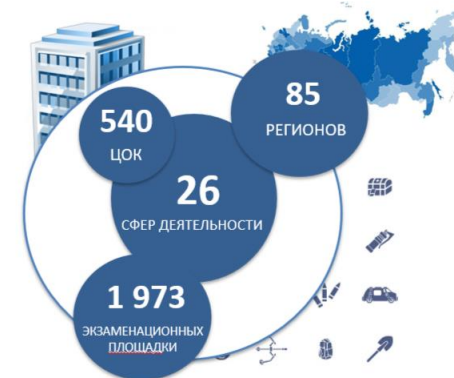 540
ЦОК
85
РЕГИОНОВ
26
СФЕР ДЕЯТЕЛЬНОСТИ
1 973
ЭКЗАМЕНАЦИОННЫХ
ПЛОЩАДКИ